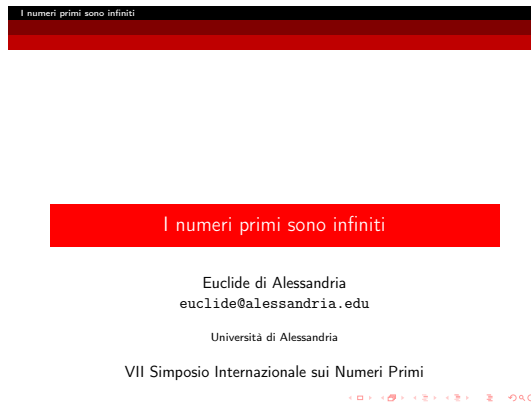 I numeri primi sono infiniti
I numeri primi sono infiniti
Euclide di Alessandria
euclide@alessandria.edu
Università di Alessandria
VII Simposio Internazionale sui Numeri Primi